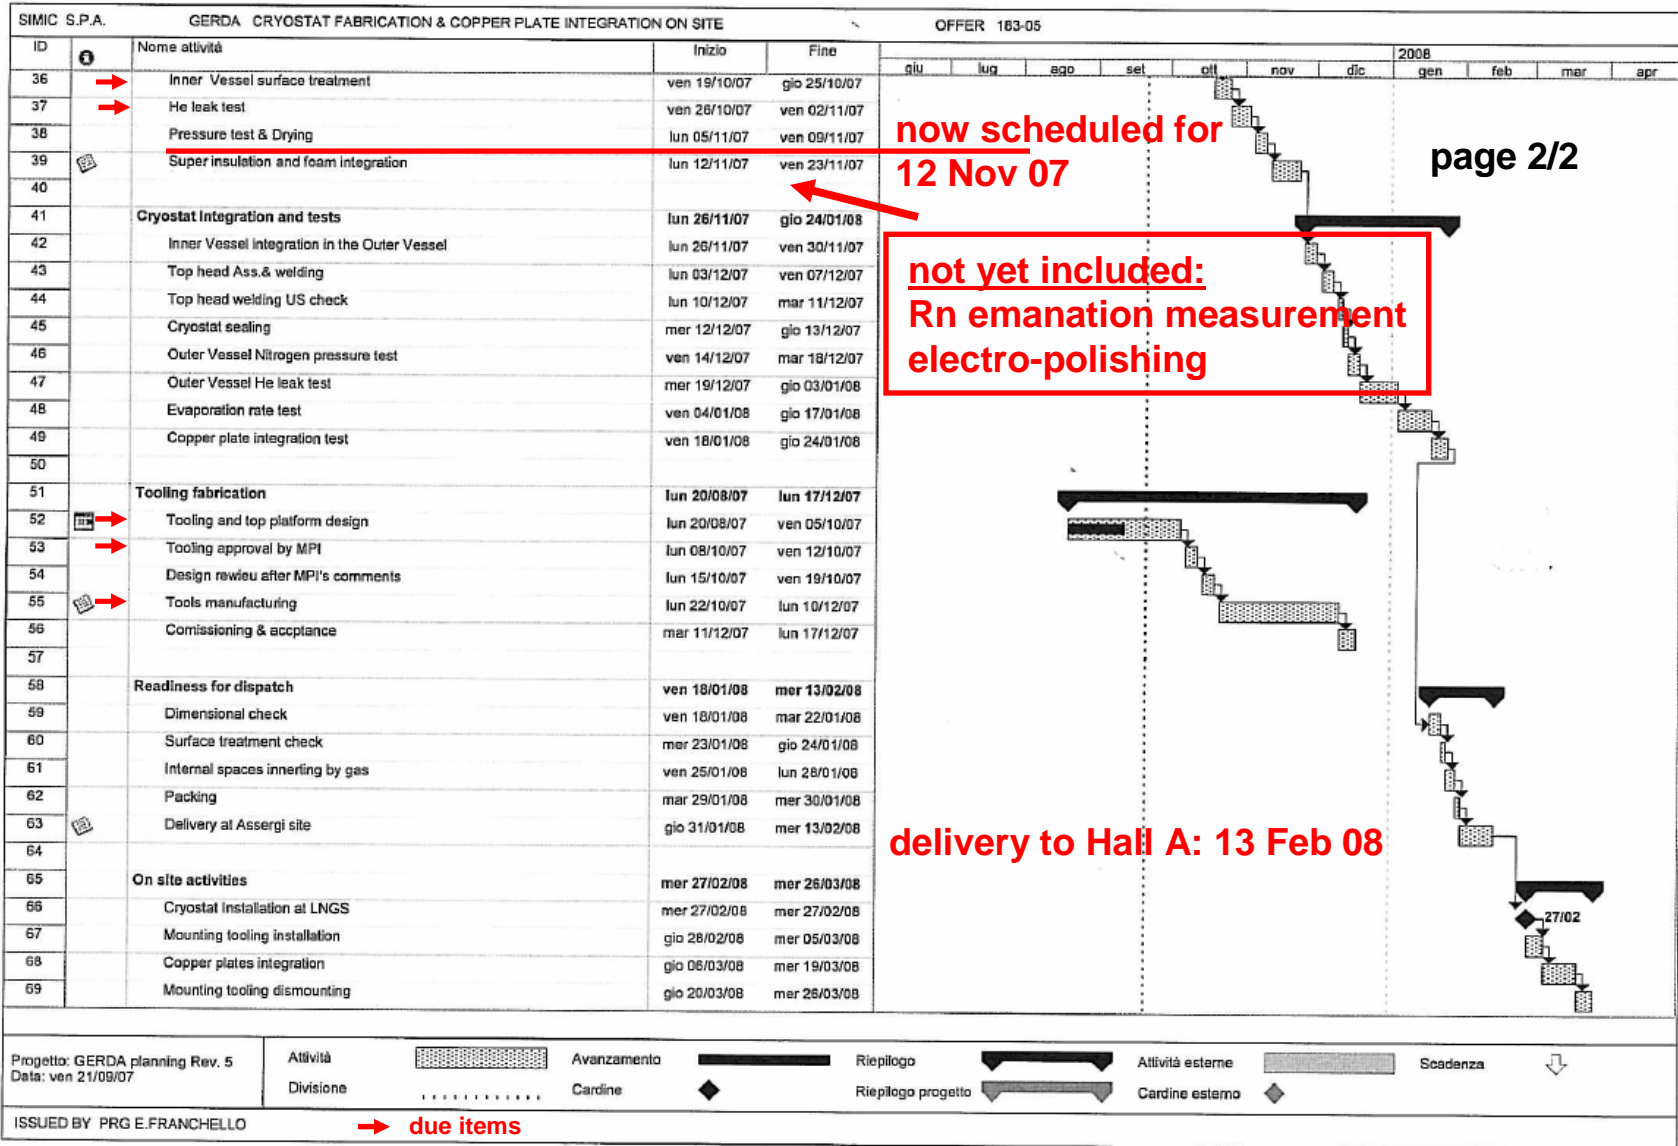 SIMIC S.P.A. GERDA CRYOSTAT FABRICATION & COPPER PLATE INTEGRATION ON SITE OFFER 183-05
ID Nome attività Inizio Fine 2008
giu lug ago set ott nov dic gen feb mar apr
36 Inner Vessel surface treatment ven 19/10/07 gio 25/10/07
37 He leak test ven 26/10/07 ven 02/11/07
38 Pressure test & Drying lun 05/11/07 ven 09/11/07
39 Super insulation and foam integration lun 12/11/07 ven 23/11/07
40
41 Cryostat Integration and tests lun 26/11/07 gio 24/01/08
42 Inner Vessel integration in the Outer Vessel lun 26/11/07 ven 30/11/07
43 Top head Ass.& welding lun 03/12/07 ven 07/12/07
44 Top head welding US check lun 10/12/07 mar 11/12/07
45 Cryostat sealing mer 12/12/07 gio 13/12/07
46 Outer Vessel Nitrogen pressure test ven 14/12/07 mar 18/12/07
47 Outer Vessel He leak test mer 19/12/07 gio 03/01/08
48 Evaporation rate test ven 04/01/08 gio 17/01/08
49 Copper plate integration test ven 18/01/08 gio 24/01/08
50
51 Tooling fabrication lun 20/08/07 lun 17/12/07
52 Tooling and top platform design lun 20/08/07 ven 05/10/07
53 Tooling approval by MPI lun 08/10/07 ven 12/10/07
54 Design rewieu after MPI's comments lun 15/10/07 ven 19/10/07
55 Tools manufacturing lun 22/10/07 lun 10/12/07
56 Comissioning & accptance mar 11/12/07 lun 17/12/07
57
58 Readiness for dispatch ven 18/01/08 mer 13/02/08
59 Dimensional check ven 18/01/08 mar 22/01/08
60 Surface treatment check mer 23/01/08 gio 24/01/08
61 Internal spaces innerting by gas ven 25/01/08 lun 28/01/08
62 Packing mar 29/01/08 mer 30/01/08
63 Delivery at Assergi site gio 31/01/08 mer 13/02/08
64
65 On site activities mer 27/02/08 mer 26/03/08
66 Cryostat Installation at LNGS mer 27/02/08 mer 27/02/08
67 Mounting tooling installation gio 28/02/08 mer 05/03/08
68 Copper plates integration gio 06/03/08 mer 19/03/08
69 Mounting tooling dismounting gio 20/03/08 mer 26/03/08
now scheduled for
12 Nov 07
page 2/2
not yet included:
Rn emanation measurement
electro-polishing
delivery to Hall A: 13 Feb 08
27/02
Progetto: GERDA planning Rev. 5
Data: ven 21/09/07
Attività Avanzamento Riepilogo Attività esterne Scadenza
Divisione Cardine Riepilogo progetto Cardine esterno
ISSUED BY PRG E.FRANCHELLO due items